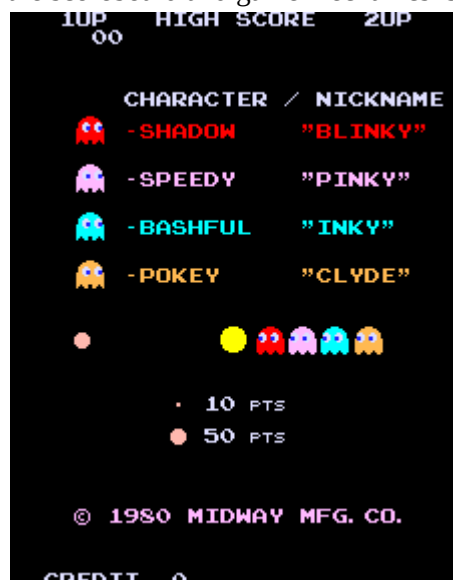 1UP HIGH SCORE 2UP
00
CHARACTER / NICKNAME
-SHADOW "BLINKY"
-SPEEDY "PINKY"
-BASHFUL "INKY"
-POKEY "CLYDE"
10 PTS
50 PTS
© 1980 MIDWAY MFG. CO.
CREDIT 0